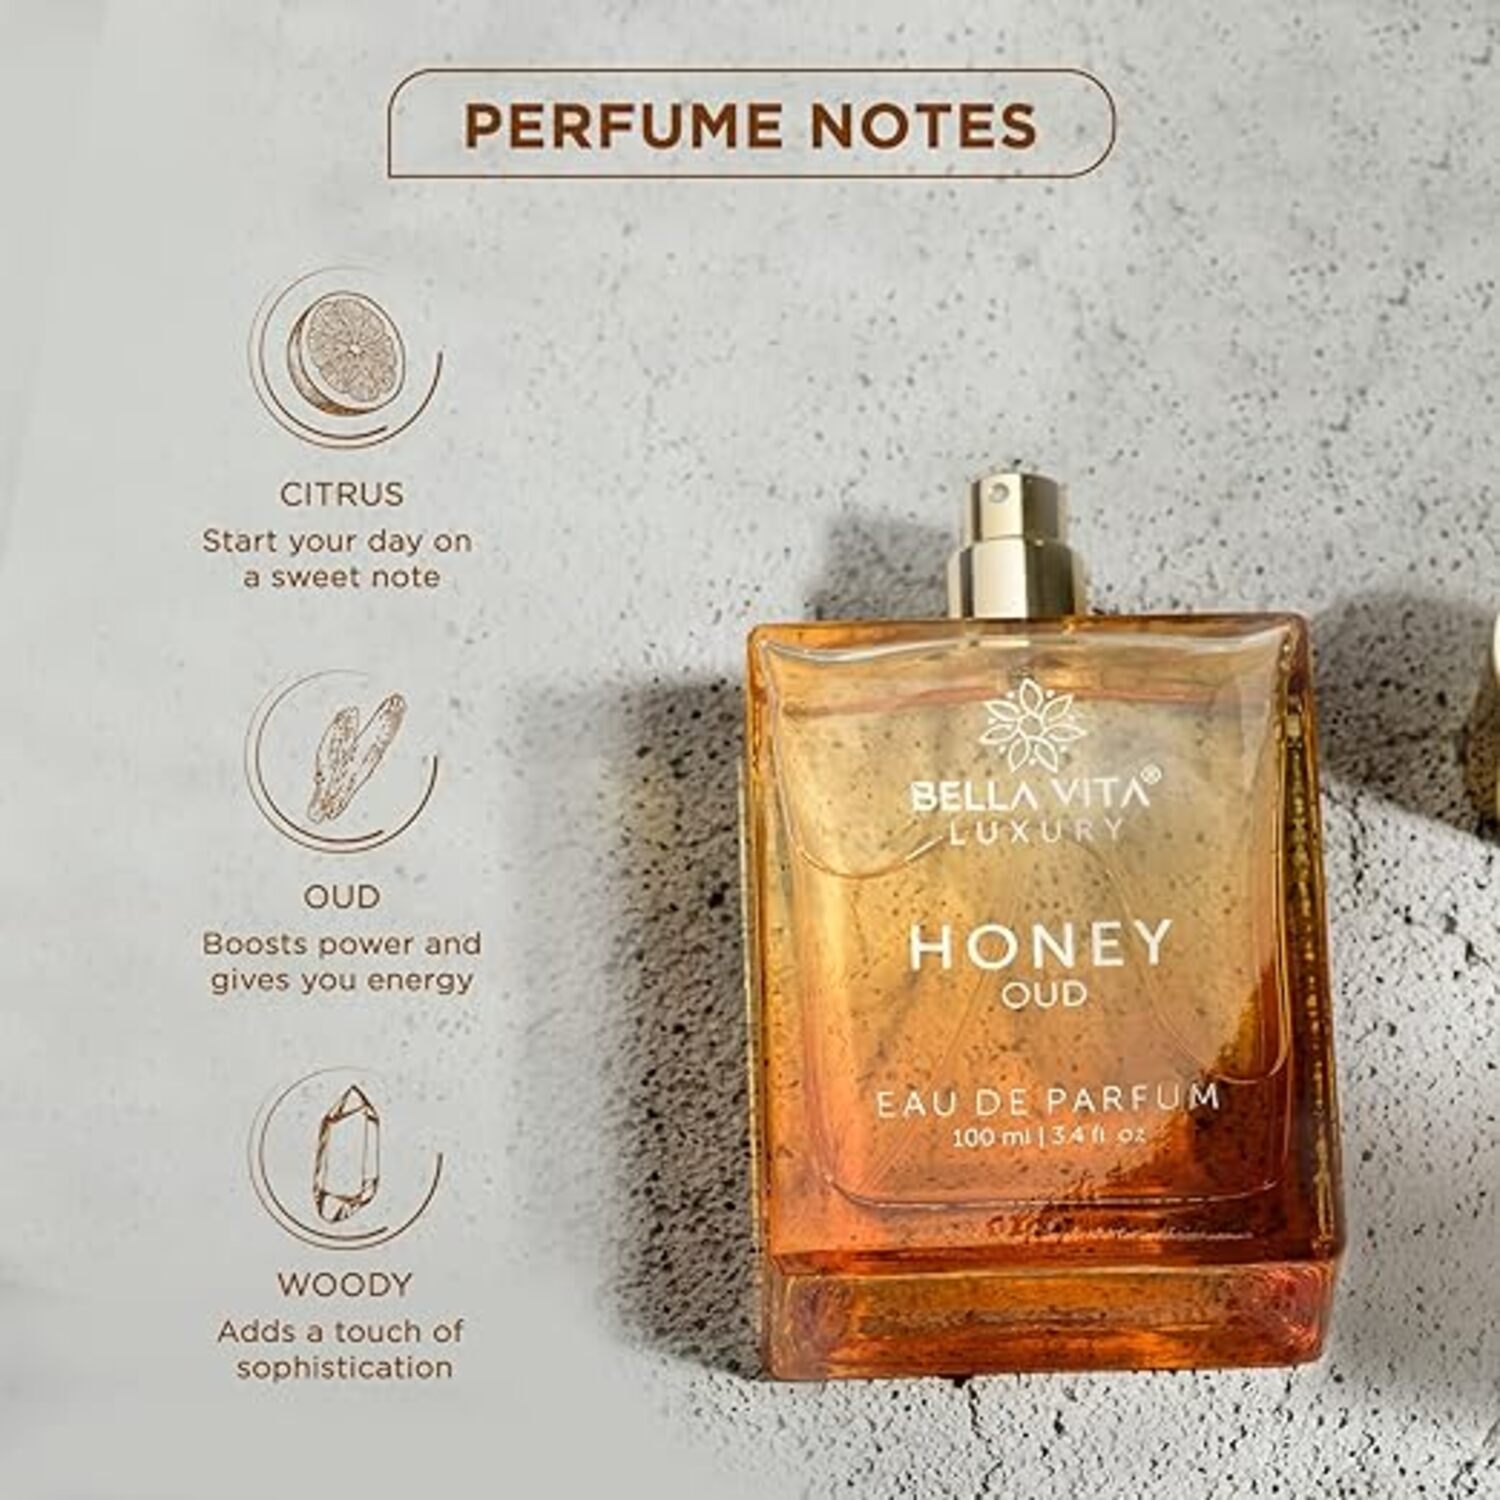 PERFUME NOTES
CITRUS
Start your day on
a sweet note
OUD
Boosts power and
gives you energy
WOODY
Adds a touch of
sophistication
BELLA VITA®
LUXURY
HONEY
OUD
EAU DE PARFUM
100 ml | 3.4 fl oz